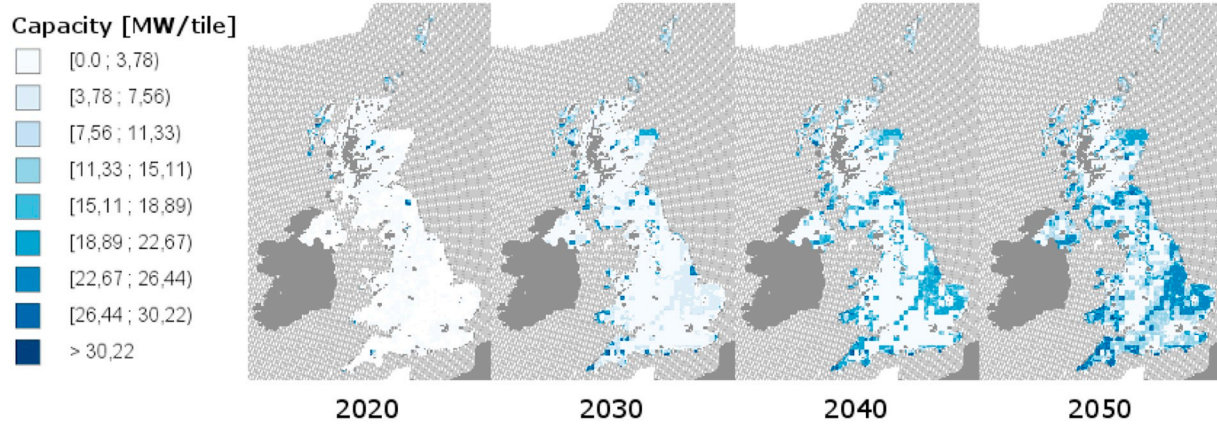 Capacity [MW/tile]
[0.0 ; 3,78)
[3,78 ; 7,56)
[7,56 ; 11,33)
[11,33 ; 15,11)
[15,11 ; 18,89)
[18,89 ; 22,67)
[22,67 ; 26,44)
[26,44 ; 30,22)
> 30,22
2020 2030 2040 2050